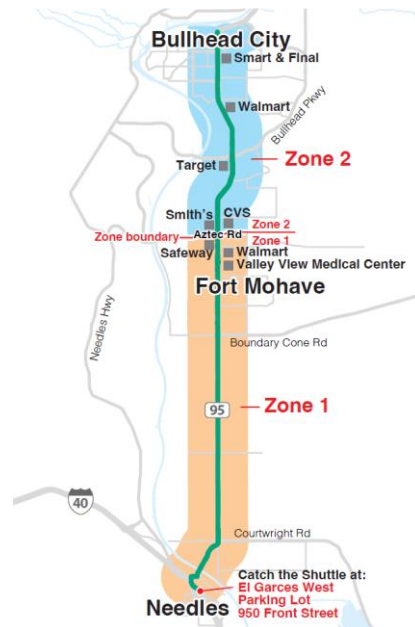 Bullhead City
Smart & Final
Walmart
Bullhead Pkwy
Target
Zone 2
Smith's
CVS
Zone 2
Zone boundary
Aztec Rd
Safeway
Zone 1
Walmart
Valley View Medical Center
Fort Mohave
Needles Hwy
Boundary Cone Rd
95
Zone 1
40
Courtwright Rd
Catch the Shuttle at:
El Garces West
Parking Lot
950 Front Street
Needles